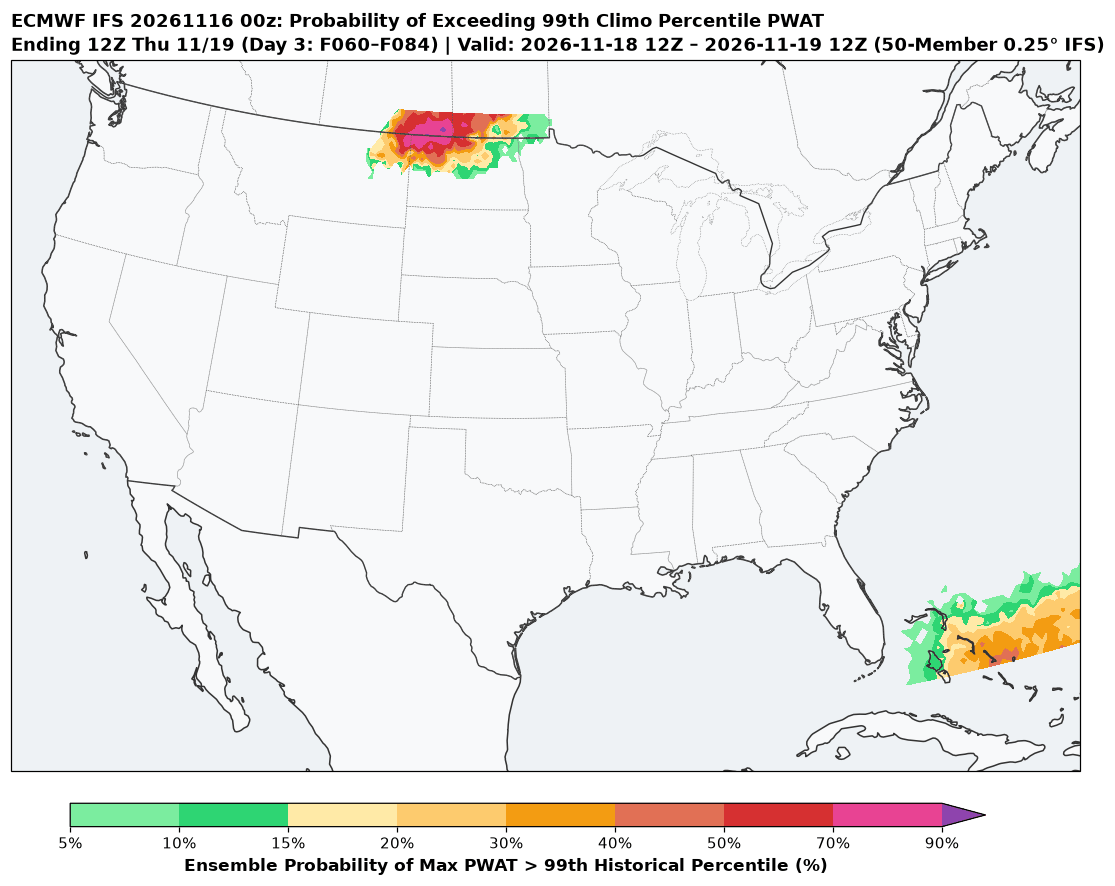 ECMWF IFS 20261116 00z: Probability of Exceeding 99th Climo Percentile PWAT
Ending 12Z Thu 11/19 (Day 3: F060–F084) | Valid: 2026-11-18 12Z – 2026-11-19 12Z (50-Member 0.25° IFS)
5% 10% 15% 20% 30% 40% 50% 70% 90%
Ensemble Probability of Max PWAT > 99th Historical Percentile (%)